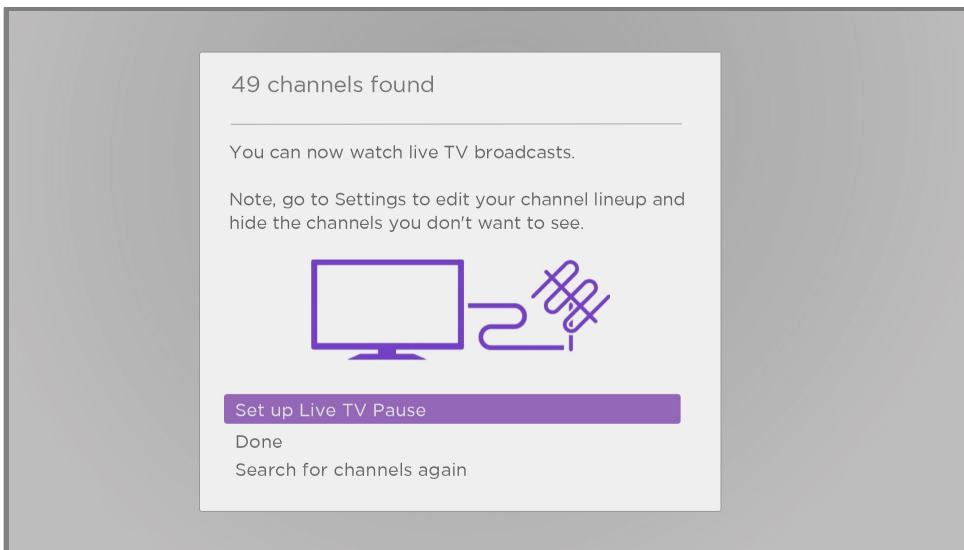 49 channels found
You can now watch live TV broadcasts.
Note, go to Settings to edit your channel lineup and
hide the channels you don't want to see.
Set up Live TV Pause
Done
Search for channels again